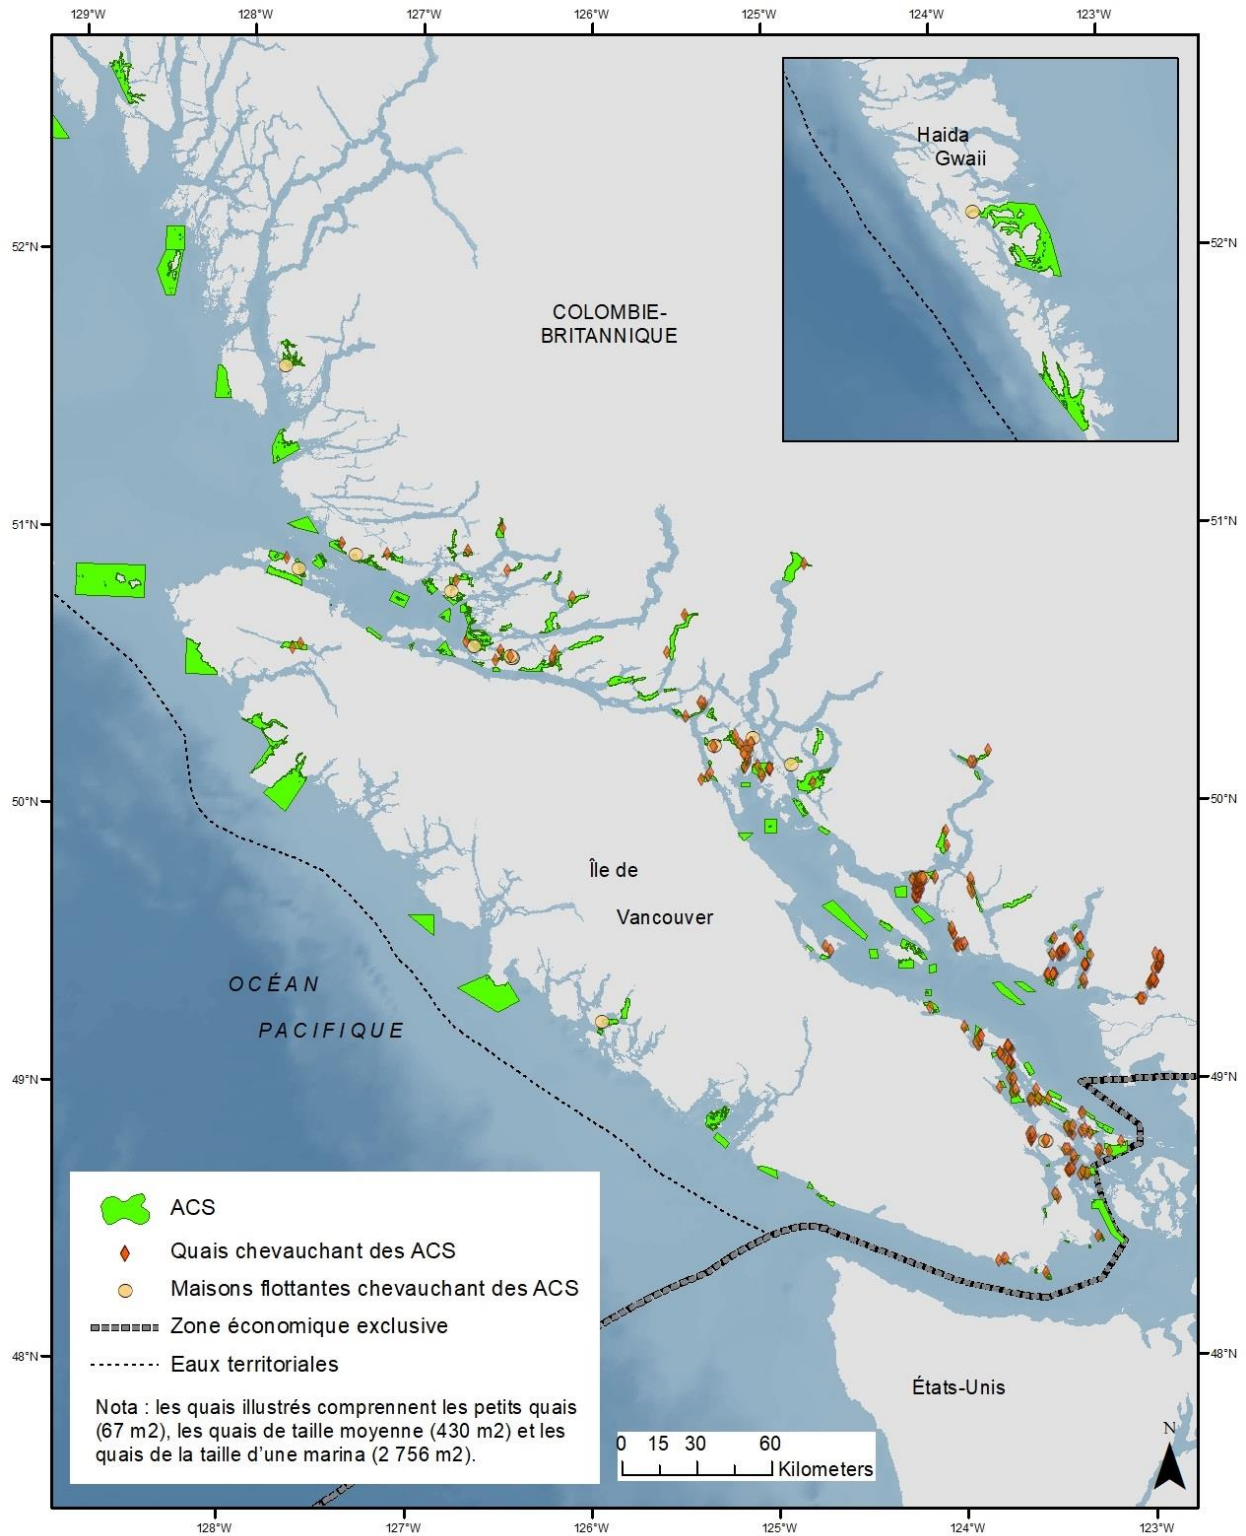 129°W 128°W 127°W 126°W 125°W 124°W 123°W
Haida
Gwaii
52°N 52°N
COLOMBIE-
BRITANNIQUE
51°N 51°N
50°N 50°N
Île de
Vancouver
OCÉAN
PACIFIQUE
49°N 49°N
ACS
Quais chevauchant des ACS
Maisons flottantes chevauchant des ACS
Zone économique exclusive
Eaux territoriales
Nota : les quais illustrés comprennent les petits quais
(67 m2), les quais de taille moyenne (430 m2) et les
quais de la taille d'une marina (2 756 m2).
48°N 48°N
États-Unis
N
0 15 30 60
Kilometers
128°W 127°W 126°W 125°W 124°W 123°W